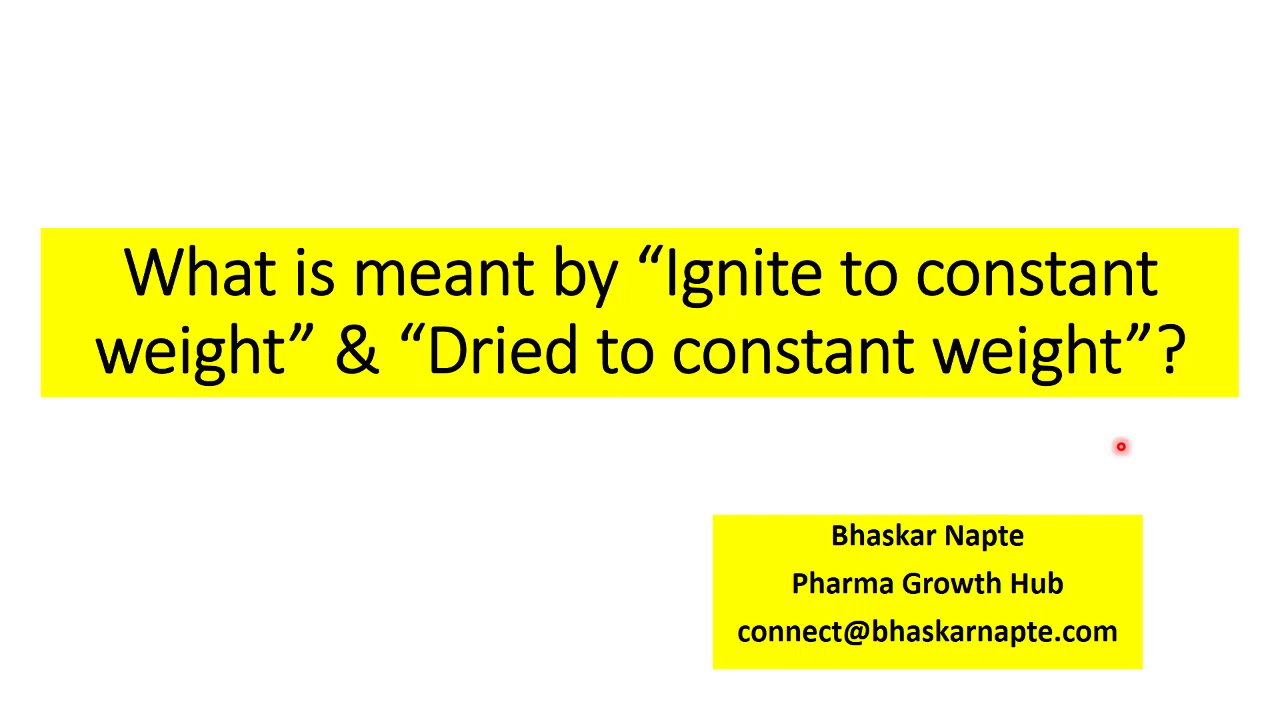 What is meant by “Ignite to constant
weight” & “Dried to constant weight”?
Bhaskar Napte
Pharma Growth Hub
connect@bhaskarnapte.com